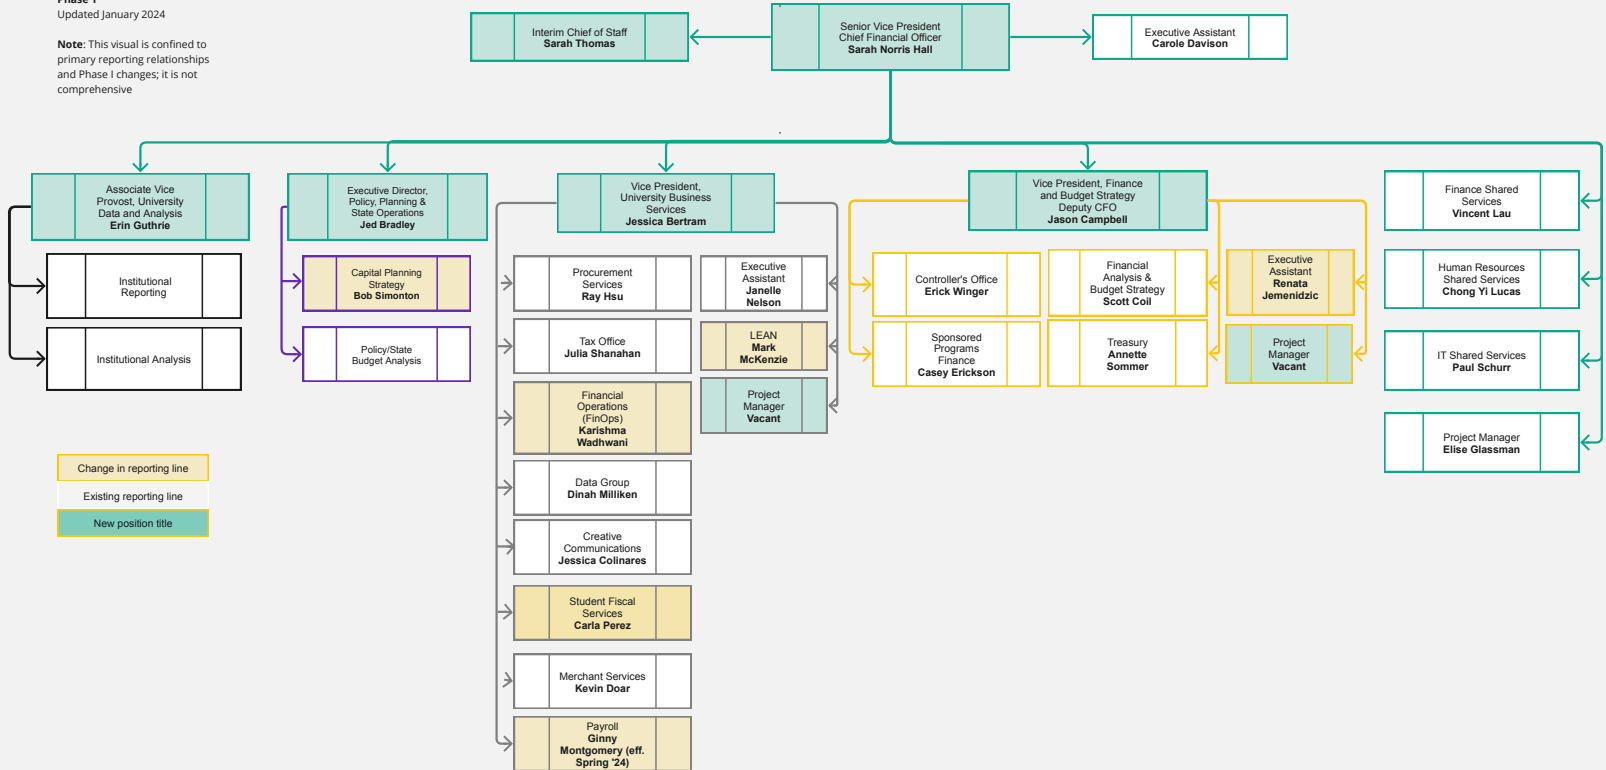 Phase 1
Updated January 2024
Note: This visual is confined to
primary reporting relationships
and Phase I changes; it is not
comprehensive
Interim Chief of Staff
Sarah Thomas
Senior Vice President
Chief Financial Officer
Sarah Norris Hall
Executive Assistant
Carole Davison
Associate Vice
Provost, University
Data and Analysis
Erin Guthrie
Institutional
Reporting
Institutional Analysis
Executive Director,
Policy, Planning &
State Operations
Jed Bradley
Capital Planning
Strategy
Bob Simonton
Policy/State
Budget Analysis
Vice President,
University Business
Services
Jessica Bertram
Procurement
Services
Ray Hsu
Tax Office
Julia Shanahan
Financial
Operations
(FinOps)
Karishma
Wadhwani
Data Group
Dinah Milliken
Creative
Communications
Jessica Colinares
Student Fiscal
Services
Carla Perez
Merchant Services
Kevin Doar
Payroll
Ginny
Montgomery (eff.
Spring '24)
Executive
Assistant
Janelle
Nelson
LEAN
Mark
McKenzie
Project
Manager
Vacant
Vice President, Finance
and Budget Strategy
Deputy CFO
Jason Campbell
Controller's Office
Erick Winger
Sponsored
Programs
Finance
Casey Erickson
Financial
Analysis &
Budget Strategy
Scott Coil
Treasury
Annette
Sommer
Executive
Assistant
Renata
Jemenidzic
Project
Manager
Vacant
Finance Shared
Services
Vincent Lau
Human Resources
Shared Services
Chong Yi Lucas
IT Shared Services
Paul Schurr
Project Manager
Elise Glassman
Change in reporting line
Existing reporting line
New position title